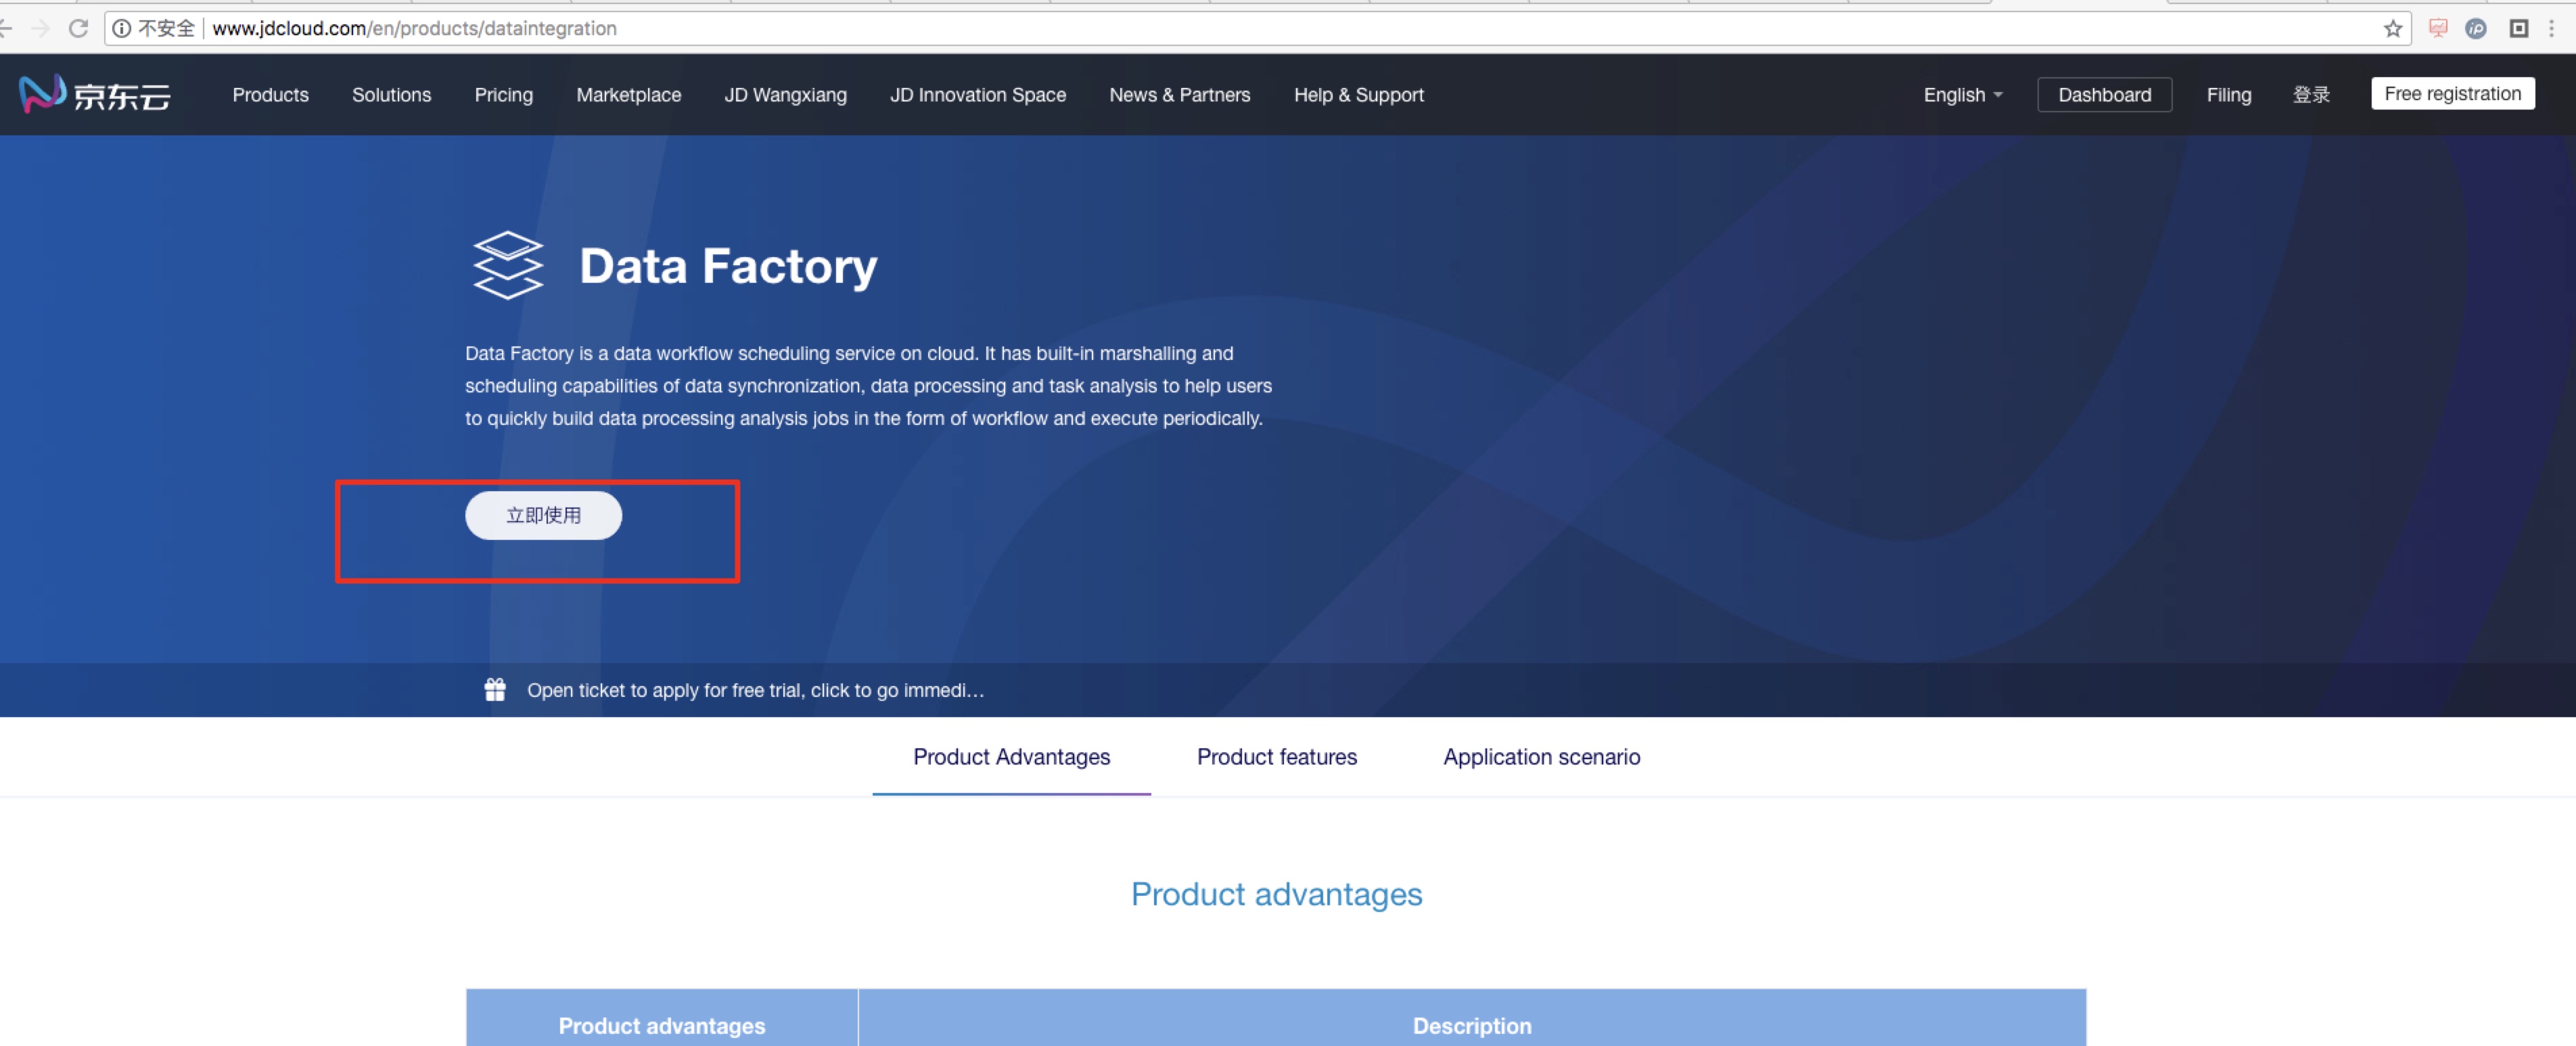 不安全 www.jdcloud.com/en/products/dataintegration
京东云 Products Solutions Pricing Marketplace JD Wangxiang JD Innovation Space News & Partners Help & Support English Dashboard Filing 登录 Free registration
Data Factory
Data Factory is a data workflow scheduling service on cloud. It has built-in marshalling and
scheduling capabilities of data synchronization, data processing and task analysis to help users
to quickly build data processing analysis jobs in the form of workflow and execute periodically.
立即使用
Open ticket to apply for free trial, click to go immedi...
Product Advantages Product features Application scenario
Product advantages
Product advantages Description